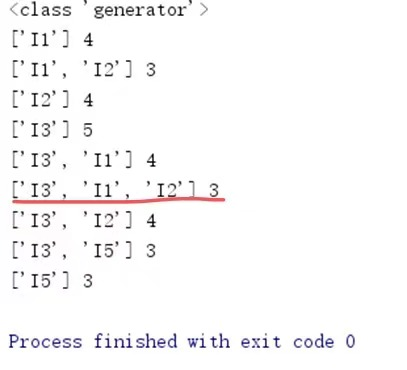 <class 'generator'>
['I1'] 4
['I1', 'I2'] 3
['I2'] 4
['I3'] 5
['I3', 'I1'] 4
['I3', 'I1', 'I2'] 3
['I3', 'I2'] 4
['I3', 'I5'] 3
['I5'] 3
Process finished with exit code 0